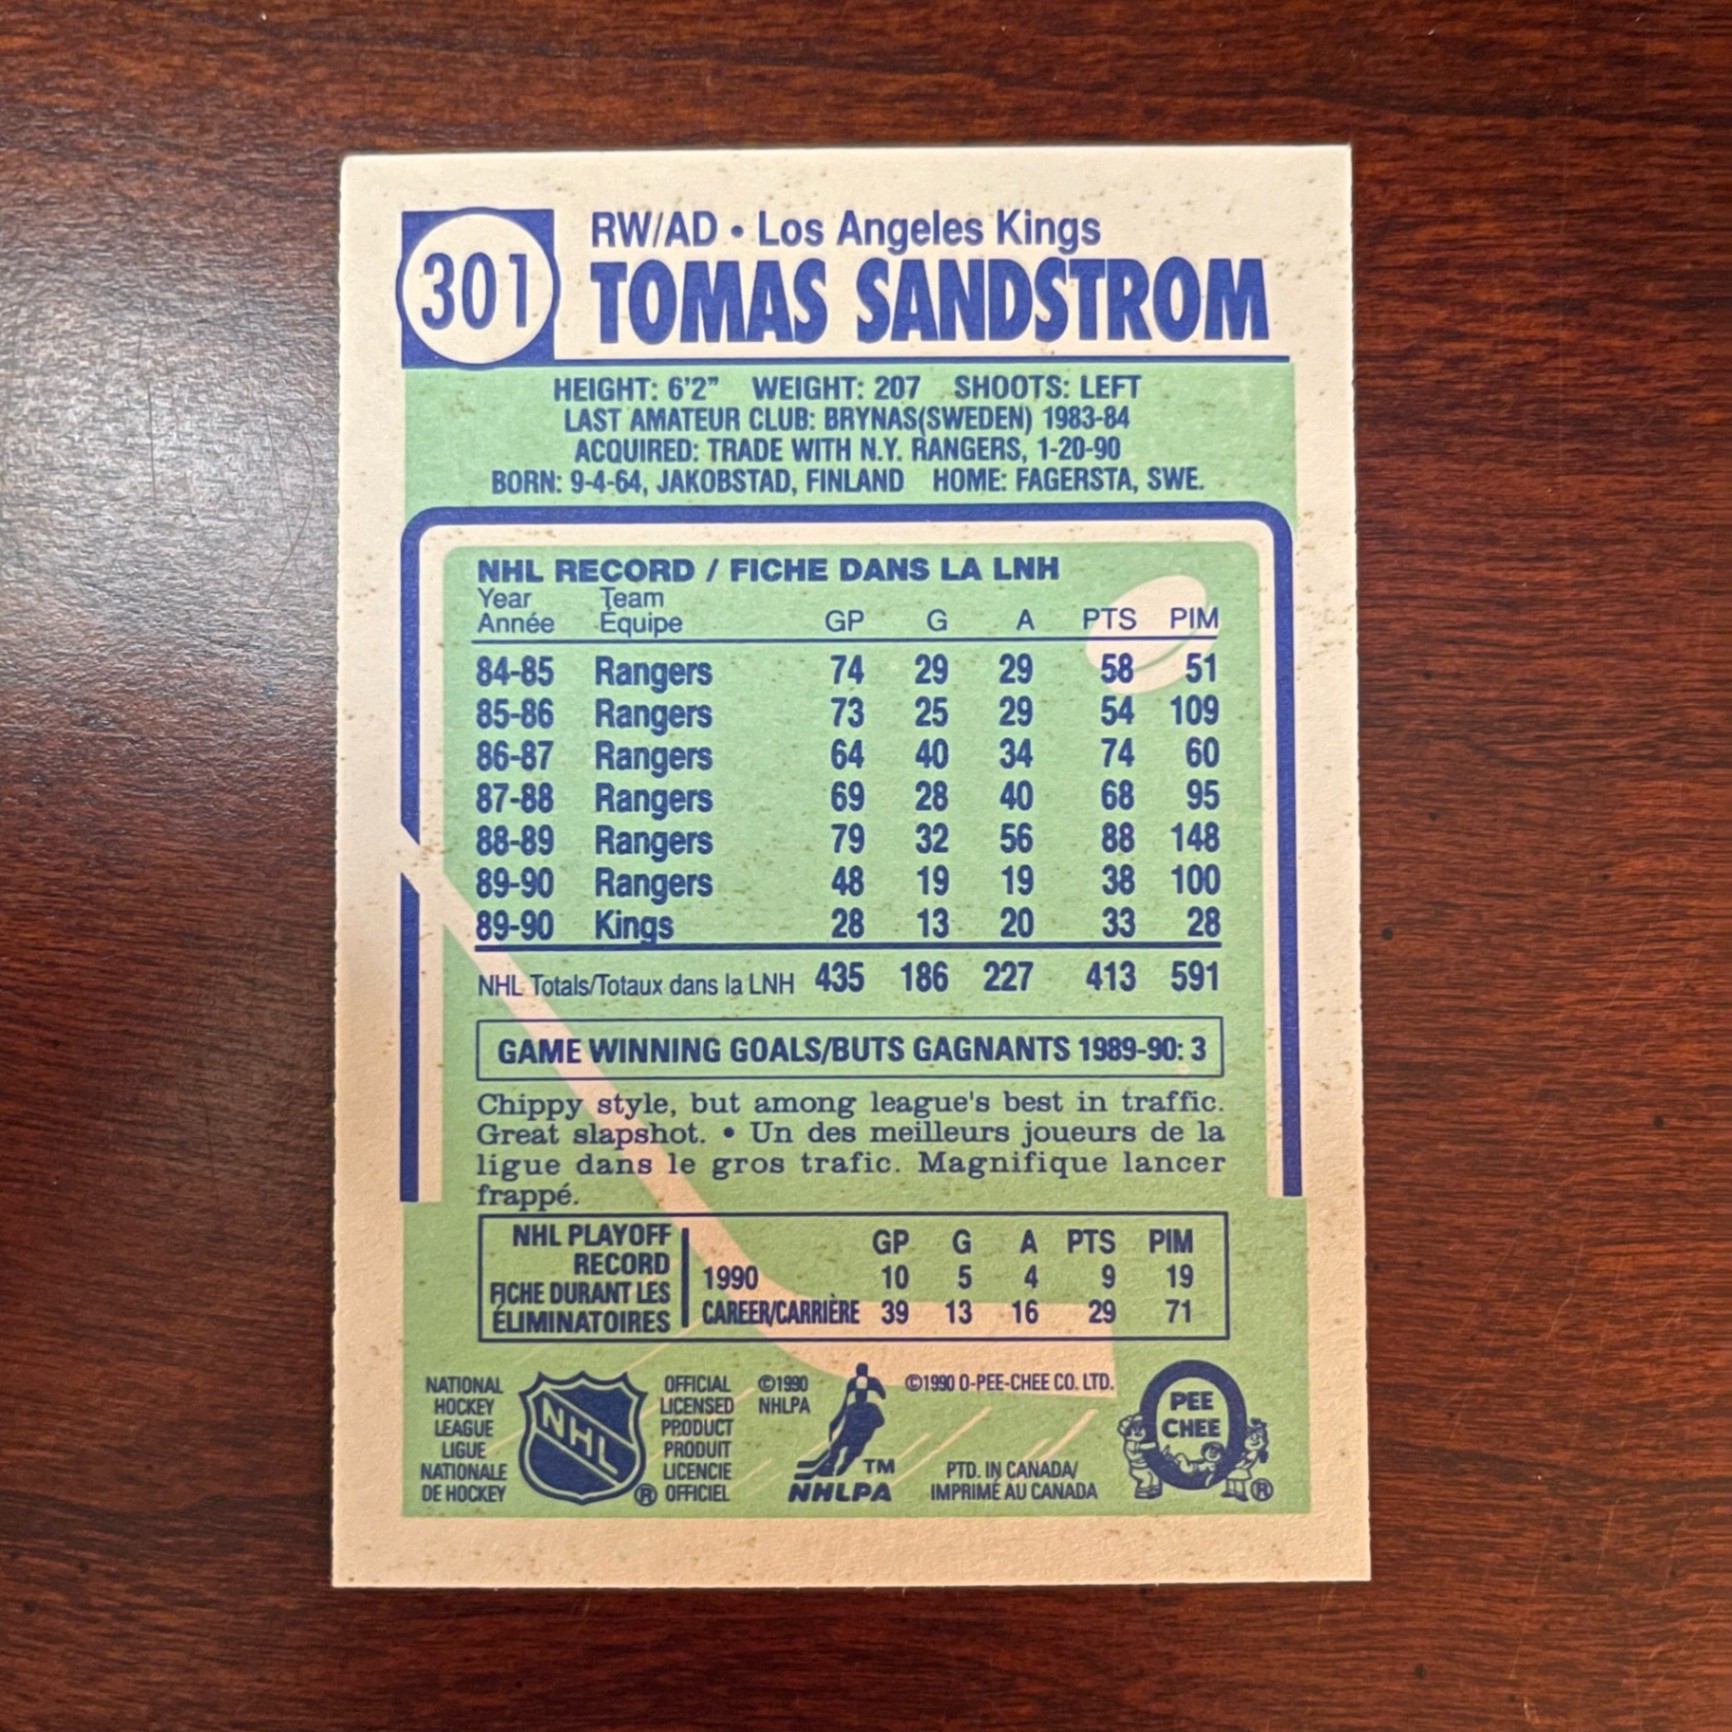 301
RW/AD • Los Angeles Kings
TOMAS SANDSTROM
HEIGHT: 6'2" WEIGHT: 207 SHOOTS: LEFT
LAST AMATEUR CLUB: BRYNAS(SWEDEN) 1983-84
ACQUIRED: TRADE WITH N.Y. RANGERS, 1-20-90
BORN: 9-4-64, JAKOBSTAD, FINLAND HOME: FAGERSTA, SWE.
NHL RECORD / FICHE DANS LA LNH
Year Team
Année Équipe GP G A PTS PIM
84-85 Rangers 74 29 29 58 51
85-86 Rangers 73 25 29 54 109
86-87 Rangers 64 40 34 74 60
87-88 Rangers 69 28 40 68 95
88-89 Rangers 79 32 56 88 148
89-90 Rangers 48 19 19 38 100
89-90 Kings 28 13 20 33 28
NHL Totals/Totaux dans la LNH 435 186 227 413 591
GAME WINNING GOALS/BUTS GAGNANTS 1989-90: 3
Chippy style, but among league's best in traffic.
Great slapshot. • Un des meilleurs joueurs de la
ligue dans le gros trafic. Magnifique lancer
frappé.
NHL PLAYOFF
RECORD
FICHE DURANT LES
ÉLIMINATOIRES
GP G A PTS PIM
1990 10 5 4 9 19
CAREER/CARRIÈRE 39 13 16 29 71
NATIONAL
HOCKEY
LEAGUE
LIGUE
NATIONALE
DE HOCKEY
NHL
®
OFFICIAL
LICENSED
PRODUCT
PRODUIT
LICENCIE
OFFICIEL
©1990
NHLPA
TM
NHLPA
©1990 O-PEE-CHEE CO. LTD.
PTD. IN CANADA/
IMPRIMÉ AU CANADA
O
PEE
CHEE
®